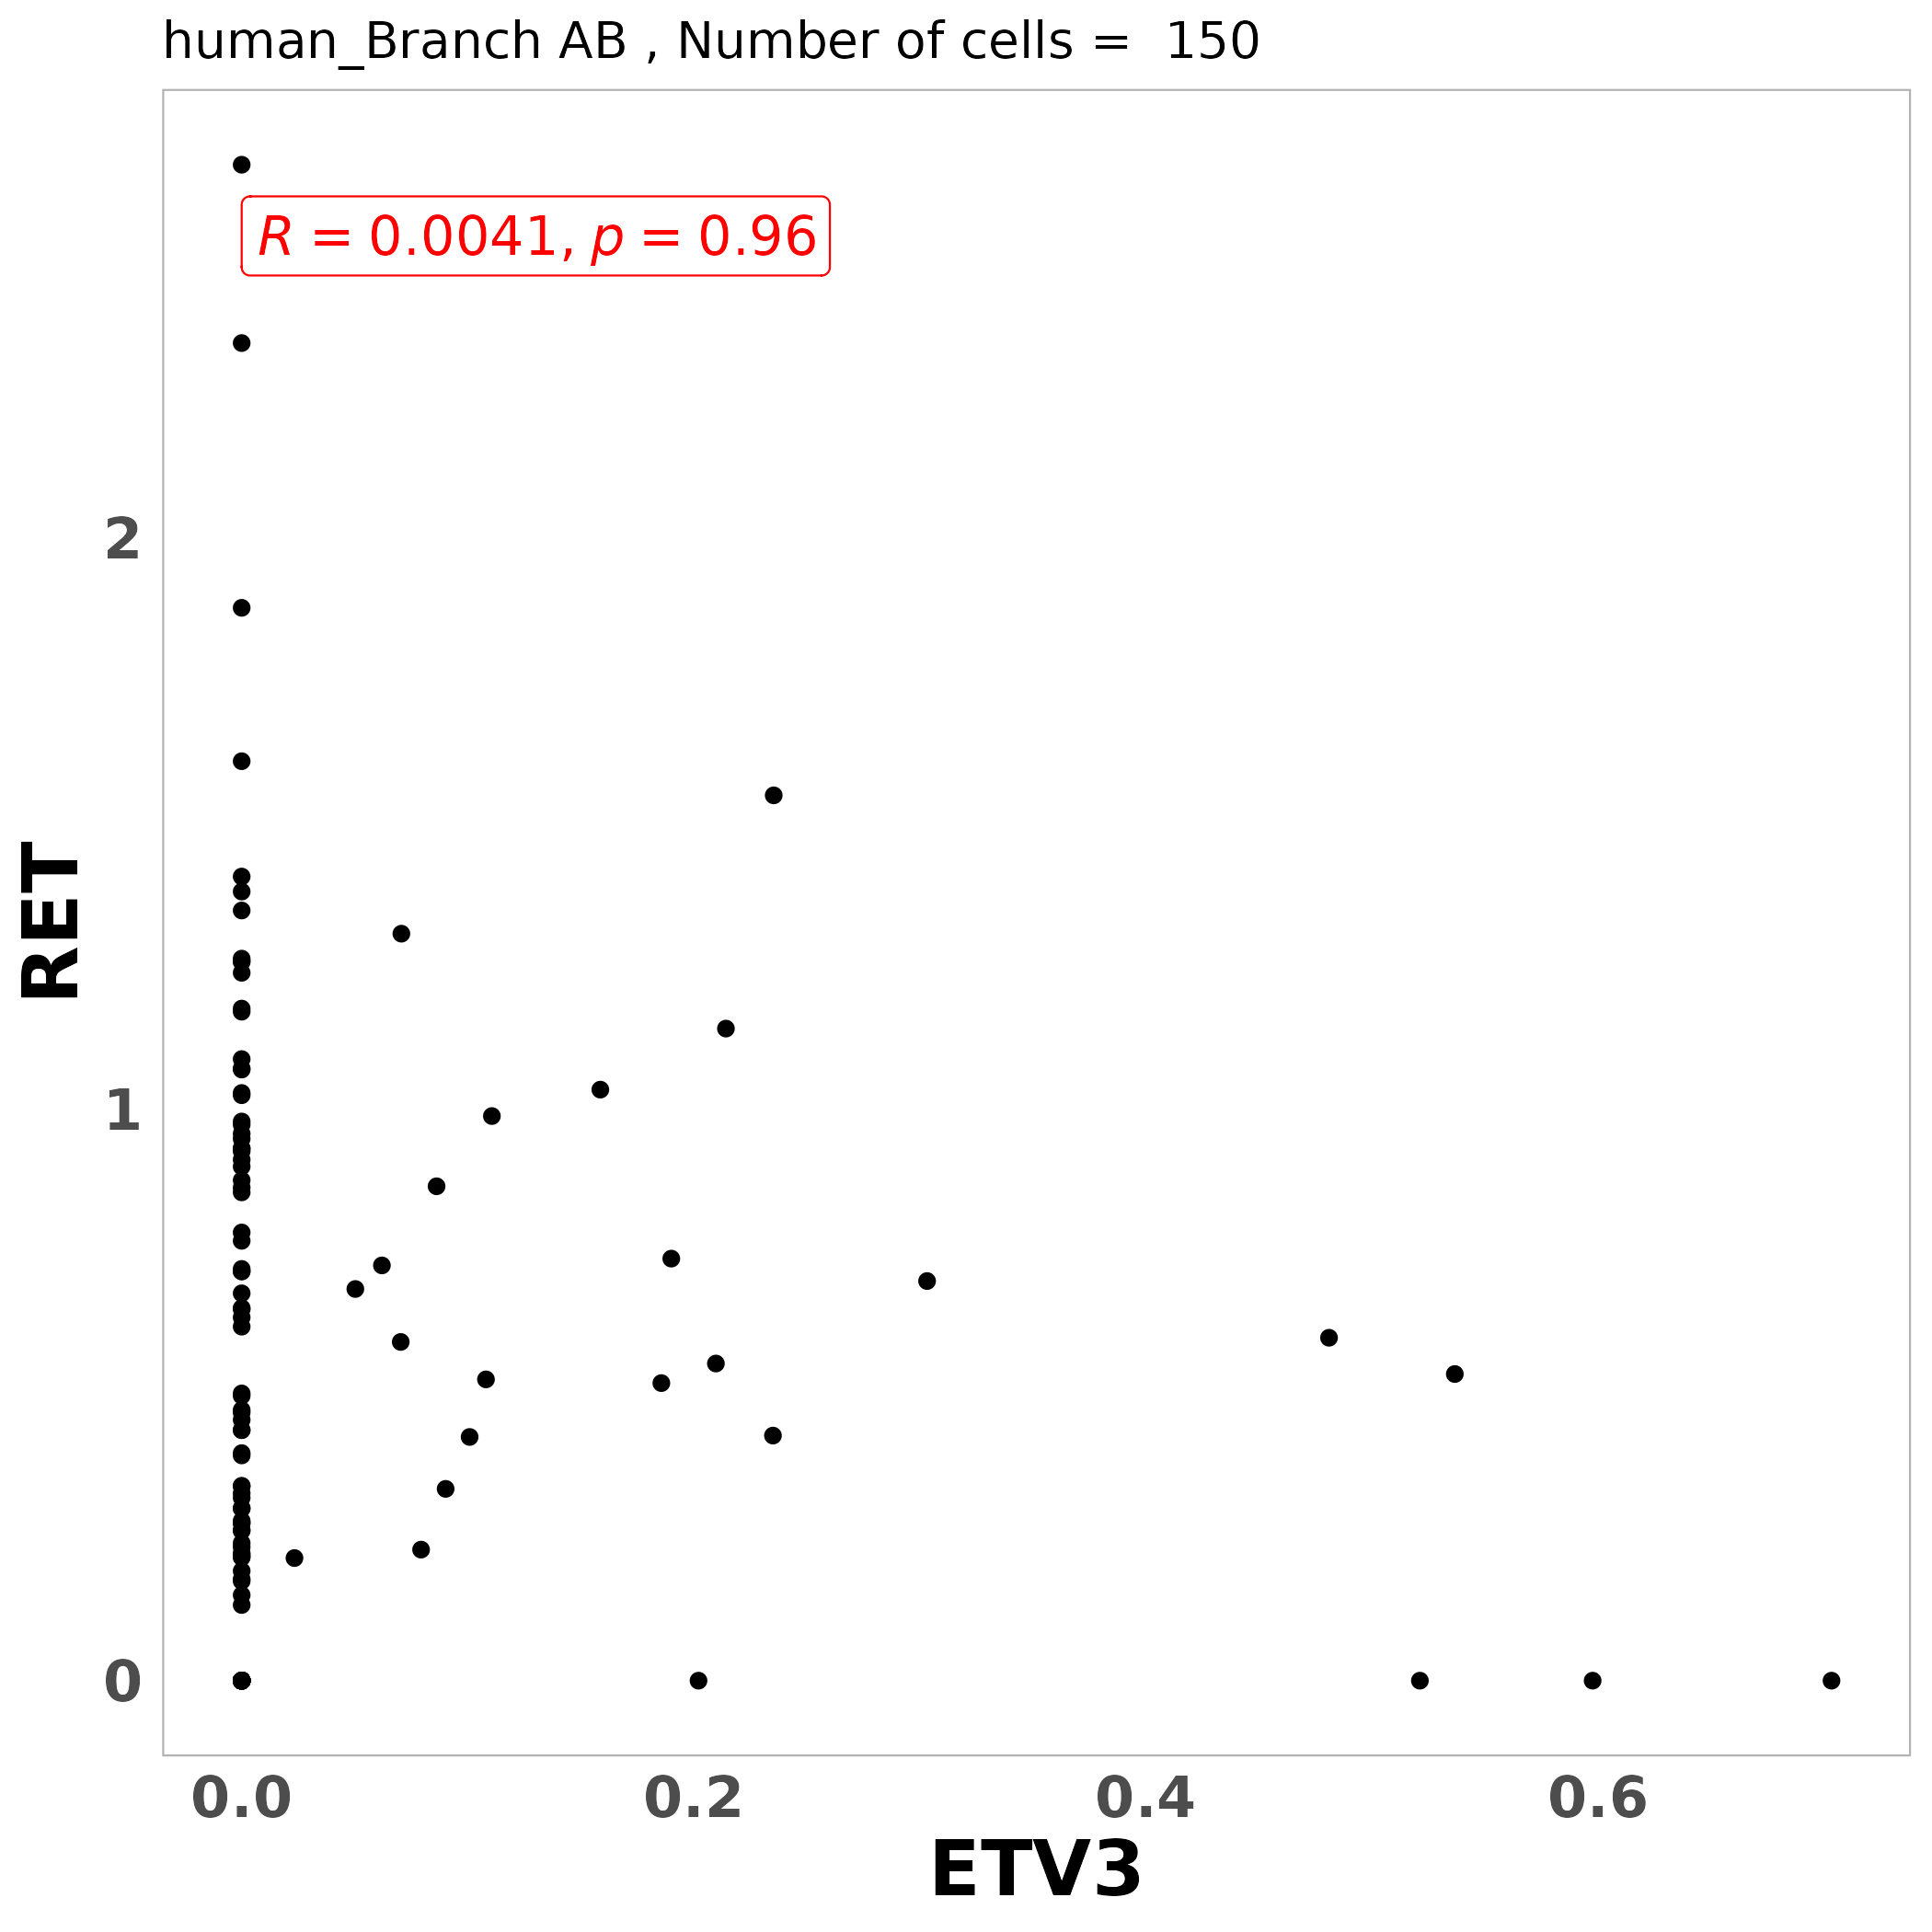 human_Branch AB , Number of cells =  150
R = 0.0041, p = 0.96
RET
2
1
0
0.0 0.2 0.4 0.6
ETV3